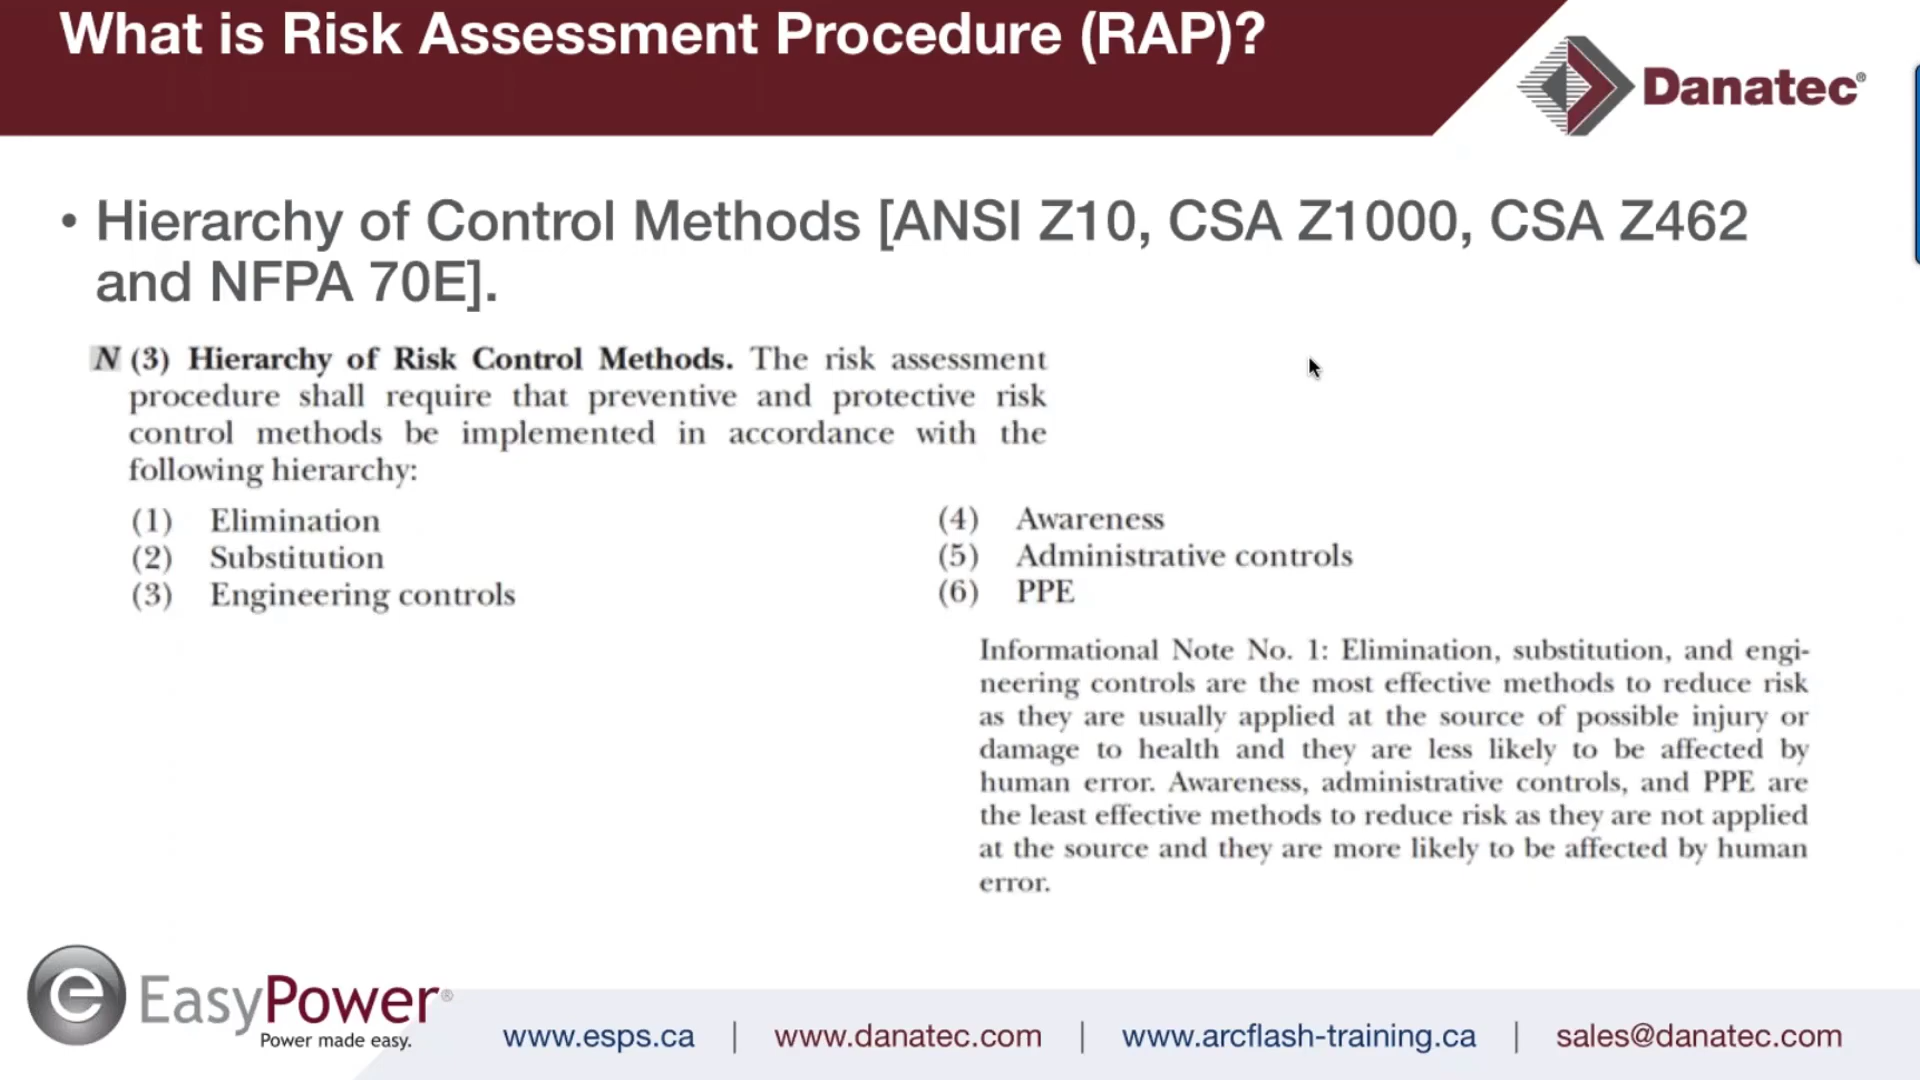 What is Risk Assessment Procedure (RAP)?
Danatec®
• Hierarchy of Control Methods [ANSI Z10, CSA Z1000, CSA Z462
and NFPA 70E].
N (3) Hierarchy of Risk Control Methods. The risk assessment
procedure shall require that preventive and protective risk
control methods be implemented in accordance with the
following hierarchy:
(1) Elimination
(2) Substitution
(3) Engineering controls
(4) Awareness
(5) Administrative controls
(6) PPE
Informational Note No. 1: Elimination, substitution, and engi-
neering controls are the most effective methods to reduce risk
as they are usually applied at the source of possible injury or
damage to health and they are less likely to be affected by
human error. Awareness, administrative controls, and PPE are
the least effective methods to reduce risk as they are not applied
at the source and they are more likely to be affected by human
error.
e EasyPower®
Power made easy.
www.esps.ca | www.danatec.com | www.arcflash-training.ca | sales@danatec.com